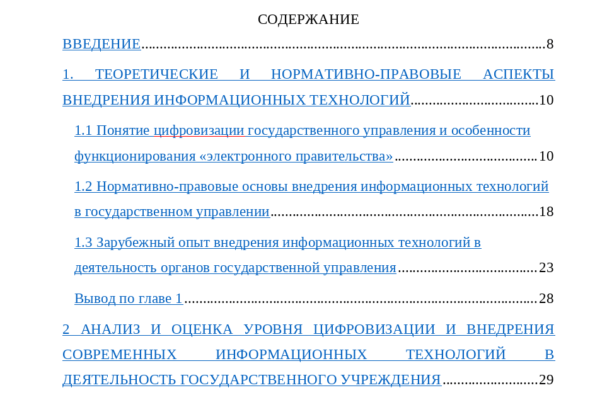 СОДЕРЖАНИЕ
ВВЕДЕНИЕ....................................................................................................8
1. ТЕОРЕТИЧЕСКИЕ И НОРМАТИВНО-ПРАВОВЫЕ АСПЕКТЫ
ВНЕДРЕНИЯ ИНФОРМАЦИОННЫХ ТЕХНОЛОГИЙ..................................10
1.1 Понятие цифровизации государственного управления и особенности
функционирования «электронного правительства»......................................10
1.2 Нормативно-правовые основы внедрения информационных технологий
в государственном управлении.......................................................................18
1.3 Зарубежный опыт внедрения информационных технологий в
деятельность органов государственной управления.....................................23
Вывод по главе 1..............................................................................................28
2 АНАЛИЗ И ОЦЕНКА УРОВНЯ ЦИФРОВИЗАЦИИ И ВНЕДРЕНИЯ
СОВРЕМЕННЫХ ИНФОРМАЦИОННЫХ ТЕХНОЛОГИЙ В
ДЕЯТЕЛЬНОСТЬ ГОСУДАРСТВЕННОГО УЧРЕЖДЕНИЯ.........................29